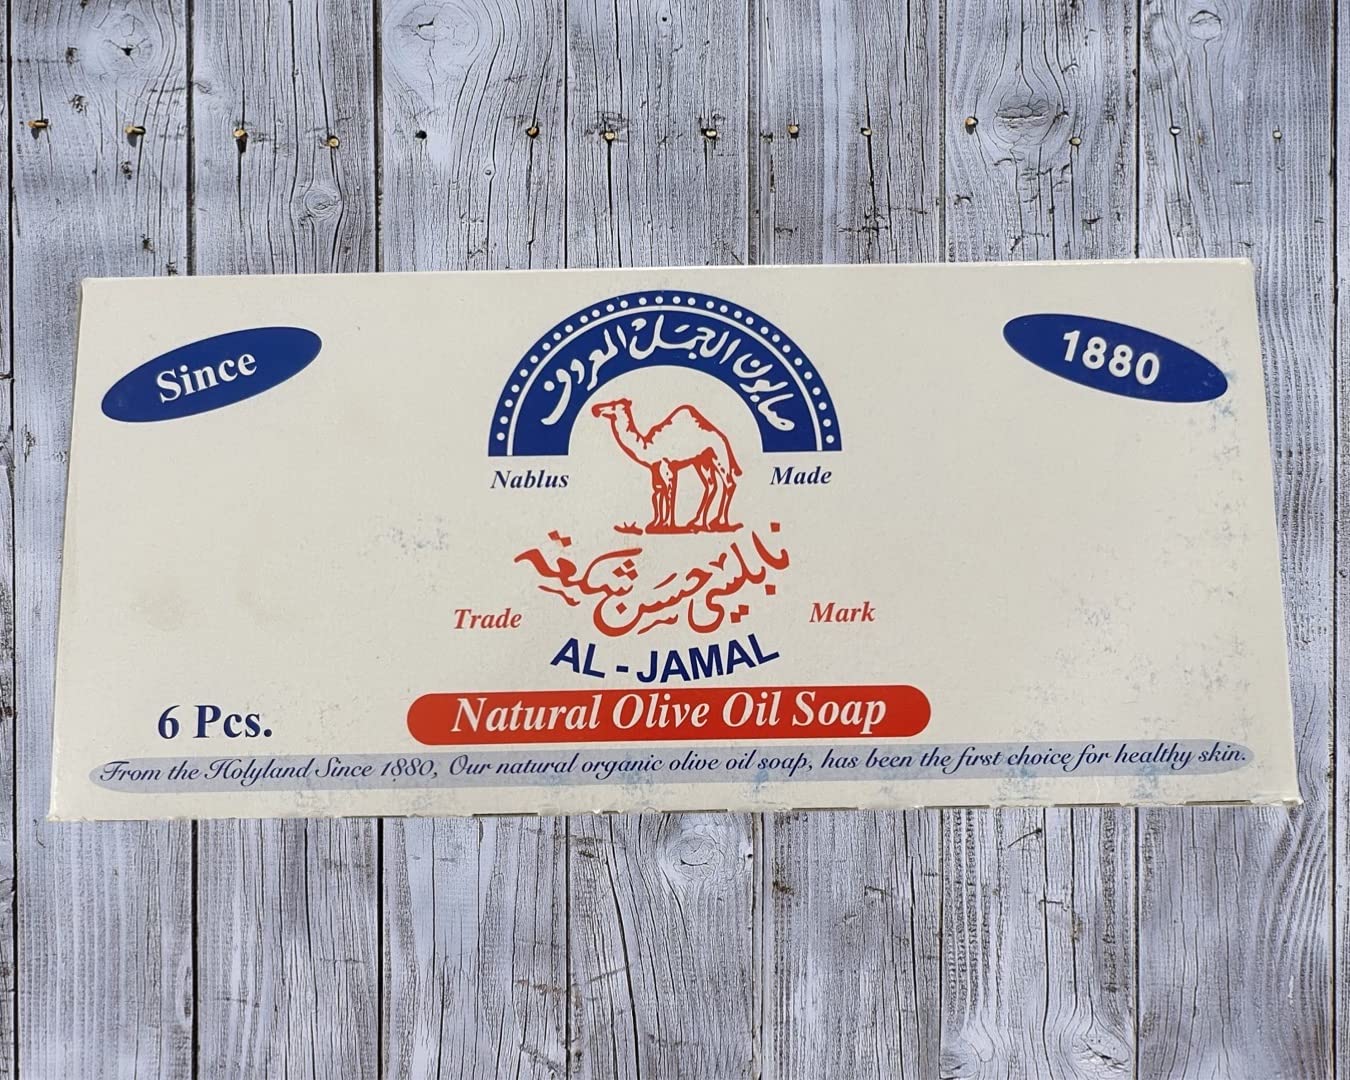 Since
1880
صابون الجمل المعروف
Nablus Made
نابلسي حسن شكعة
Trade Mark
AL - JAMAL
Natural Olive Oil Soap
6 Pcs.
From the Holyland Since 1880, Our natural organic olive oil soap, has been the first choice for healthy skin.